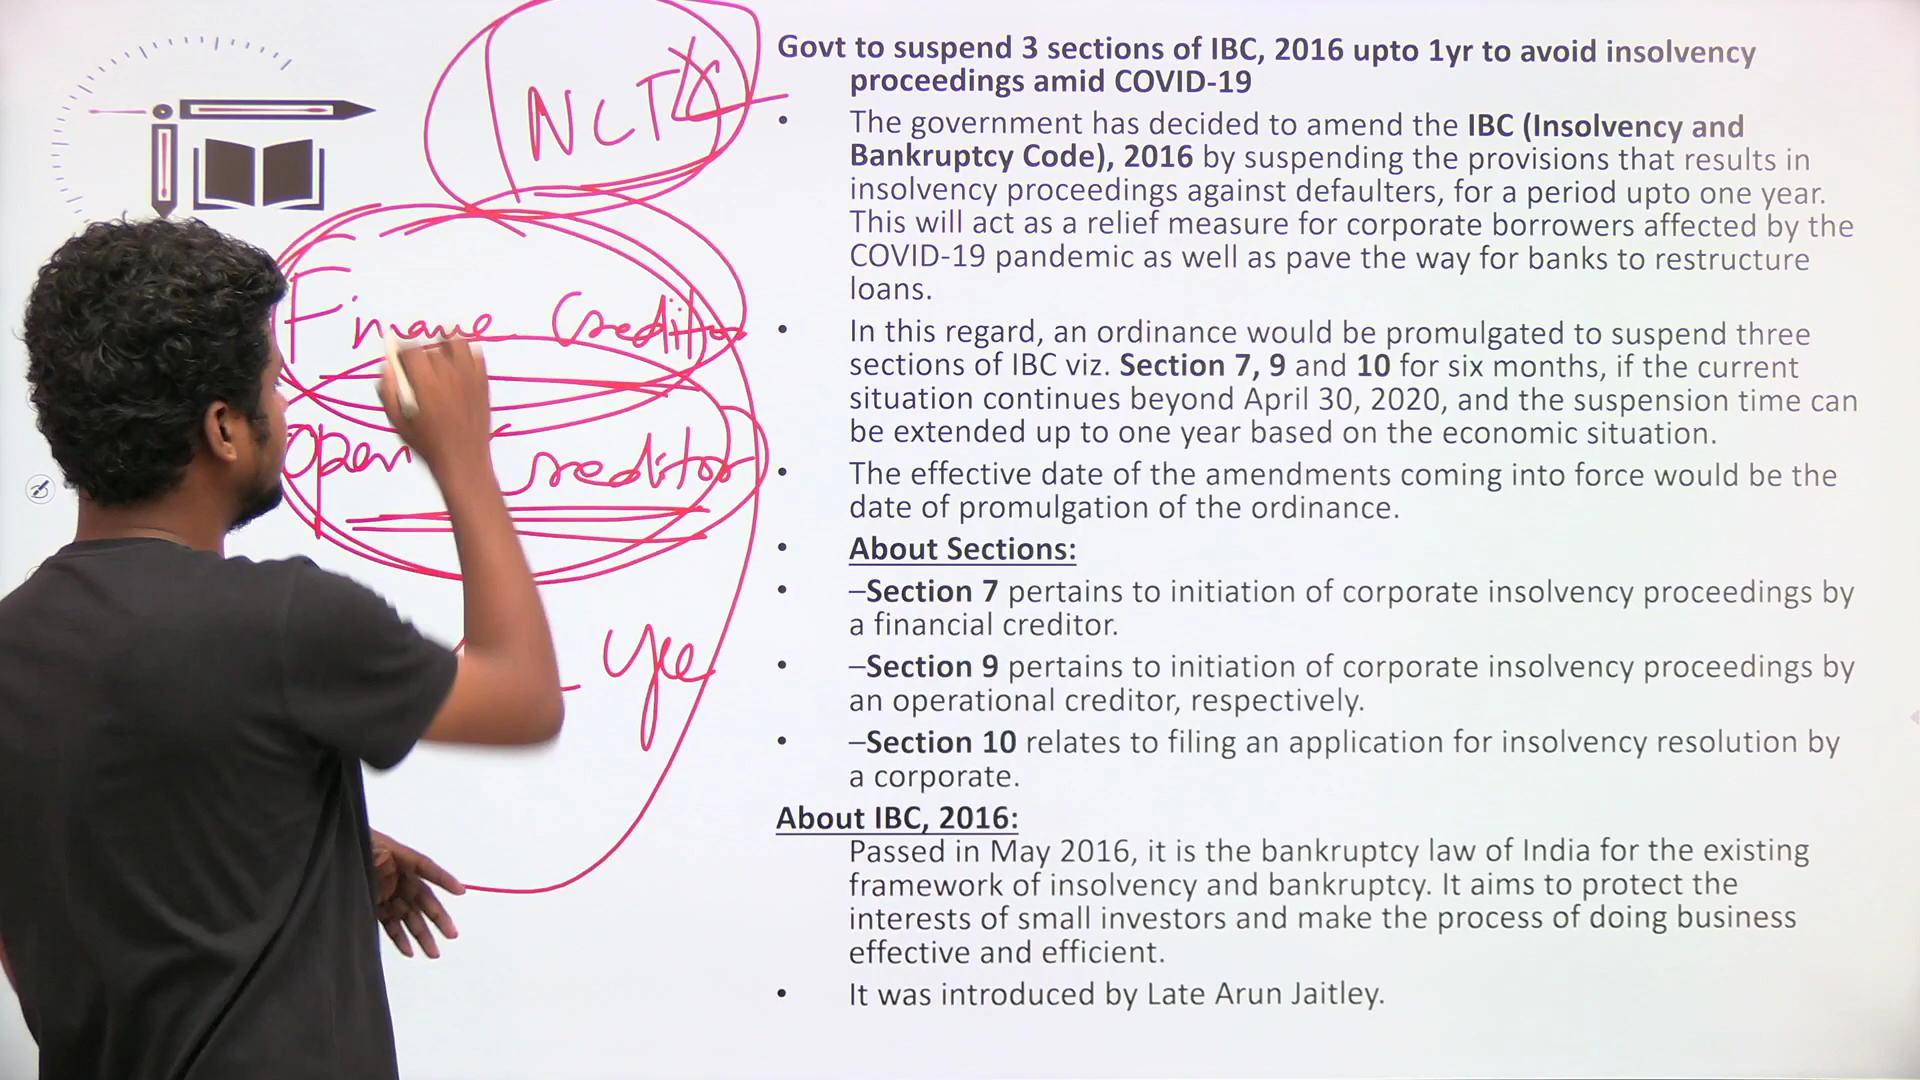 NCT
Finance Creditor
Open Creditor
Govt to suspend 3 sections of IBC, 2016 upto 1yr to avoid insolvency
proceedings amid COVID-19
• The government has decided to amend the IBC (Insolvency and
Bankruptcy Code), 2016 by suspending the provisions that results in
insolvency proceedings against defaulters, for a period upto one year.
This will act as a relief measure for corporate borrowers affected by the
COVID-19 pandemic as well as pave the way for banks to restructure
loans.
• In this regard, an ordinance would be promulgated to suspend three
sections of IBC viz. Section 7, 9 and 10 for six months, if the current
situation continues beyond April 30, 2020, and the suspension time can
be extended up to one year based on the economic situation.
• The effective date of the amendments coming into force would be the
date of promulgation of the ordinance.
• About Sections:
• –Section 7 pertains to initiation of corporate insolvency proceedings by
a financial creditor.
• –Section 9 pertains to initiation of corporate insolvency proceedings by
an operational creditor, respectively.
• –Section 10 relates to filing an application for insolvency resolution by
a corporate.
About IBC, 2016:
Passed in May 2016, it is the bankruptcy law of India for the existing
framework of insolvency and bankruptcy. It aims to protect the
interests of small investors and make the process of doing business
effective and efficient.
• It was introduced by Late Arun Jaitley.